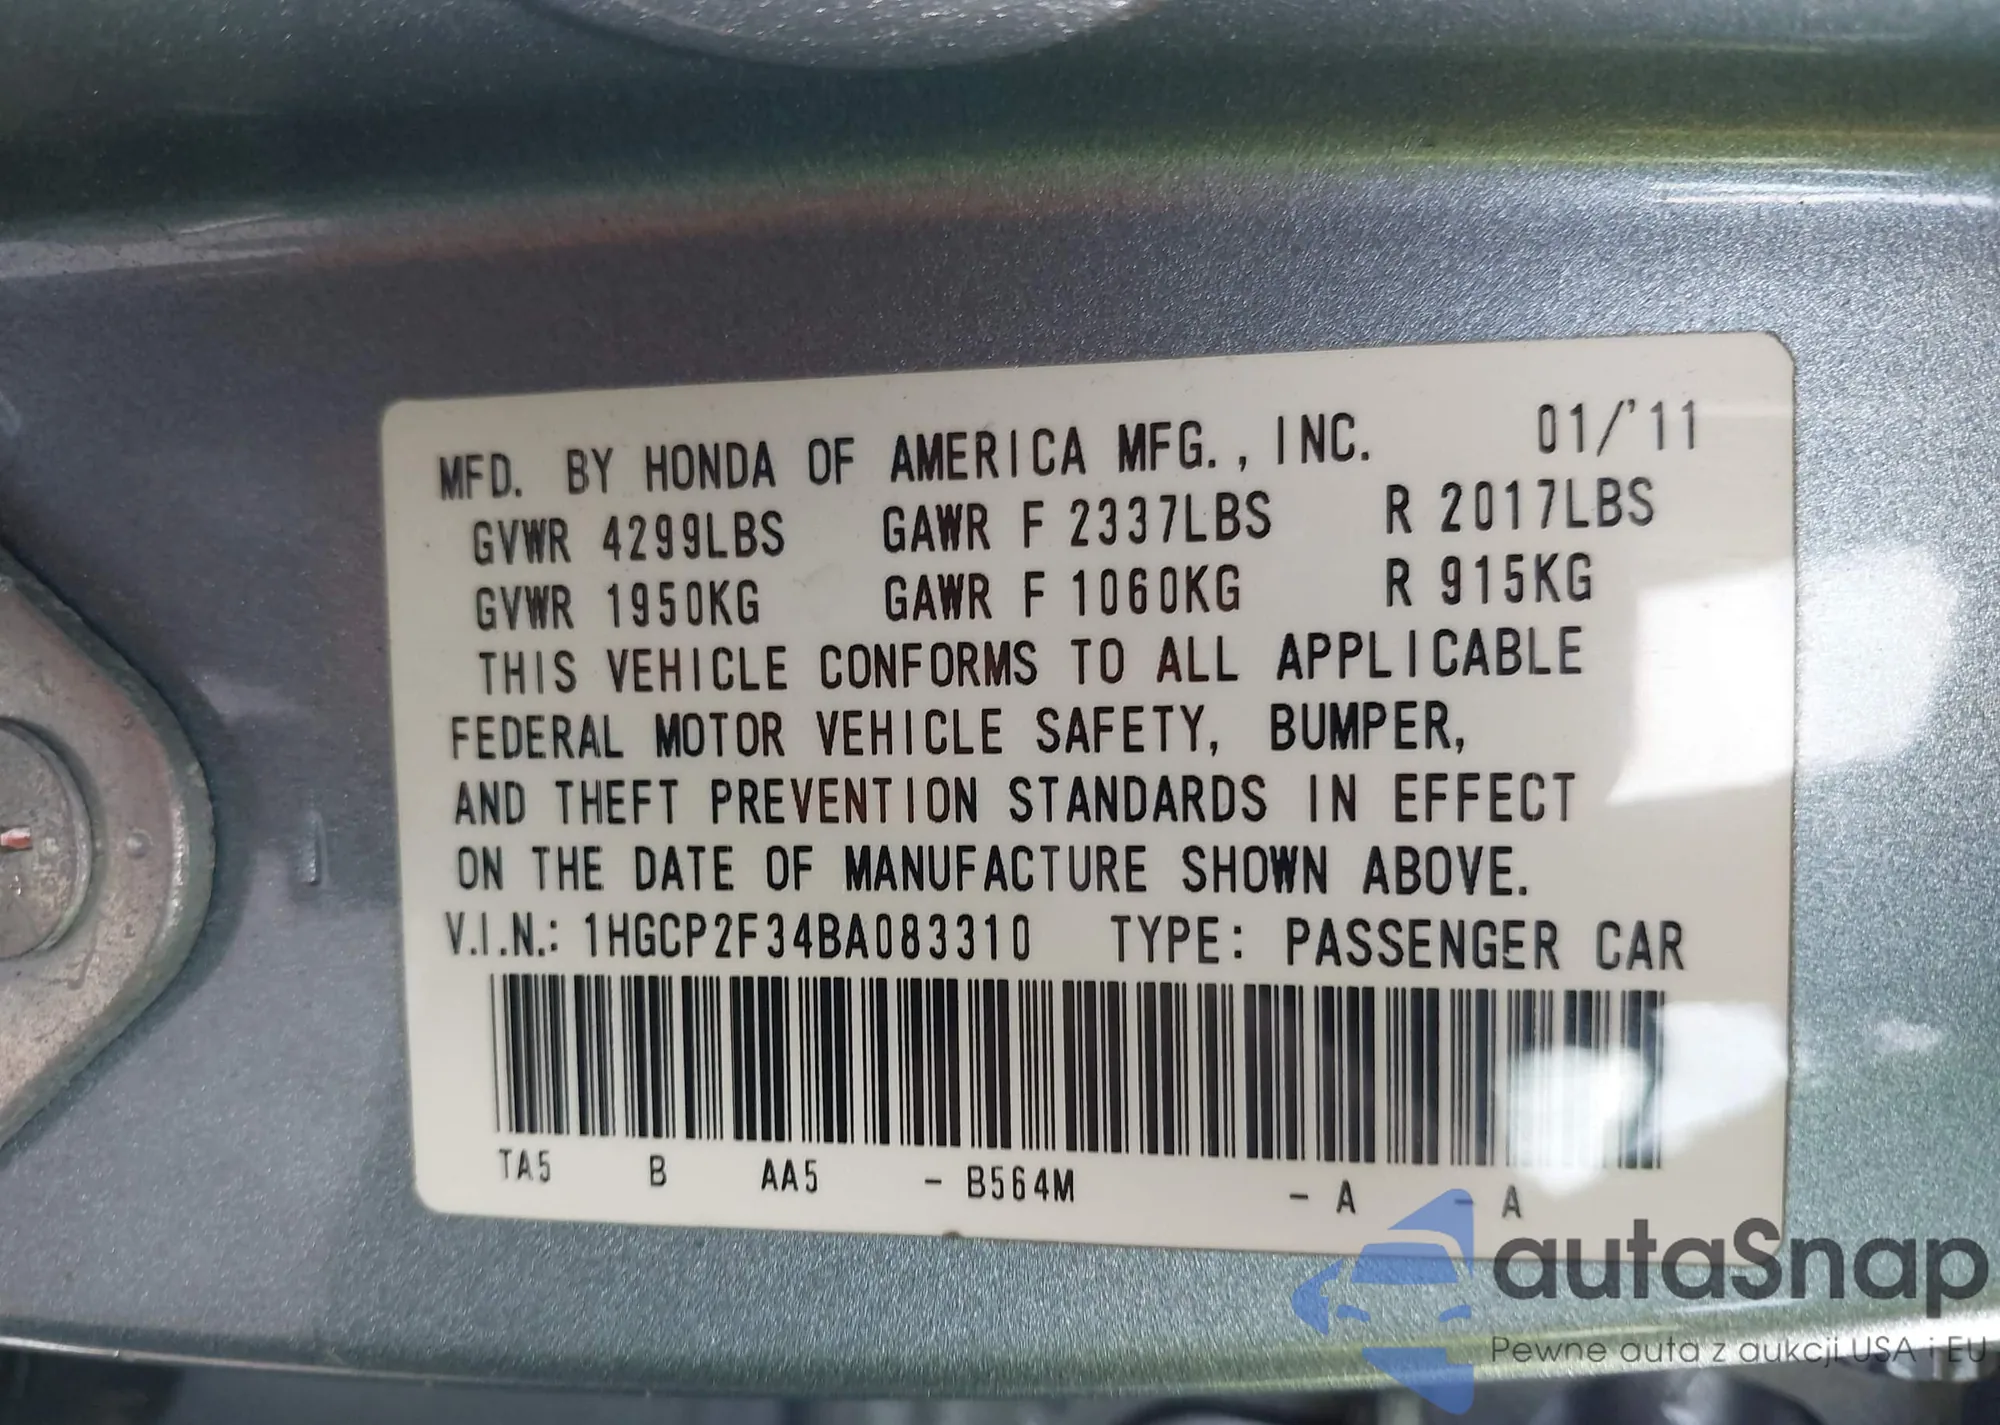 MFD. BY HONDA OF AMERICA MFG., INC. 01/'11
GVWR 4299LBS GAWR F 2337LBS R 2017LBS
GVWR 1950KG GAWR F 1060KG R 915KG
THIS VEHICLE CONFORMS TO ALL APPLICABLE
FEDERAL MOTOR VEHICLE SAFETY, BUMPER,
AND THEFT PREVENTION STANDARDS IN EFFECT
ON THE DATE OF MANUFACTURE SHOWN ABOVE.
V.I.N.: 1HGCP2F34BA083310 TYPE: PASSENGER CAR
TA5 B AA5 - B564M - A - A
autaSnap
Pewne auta z aukcji USA i EU